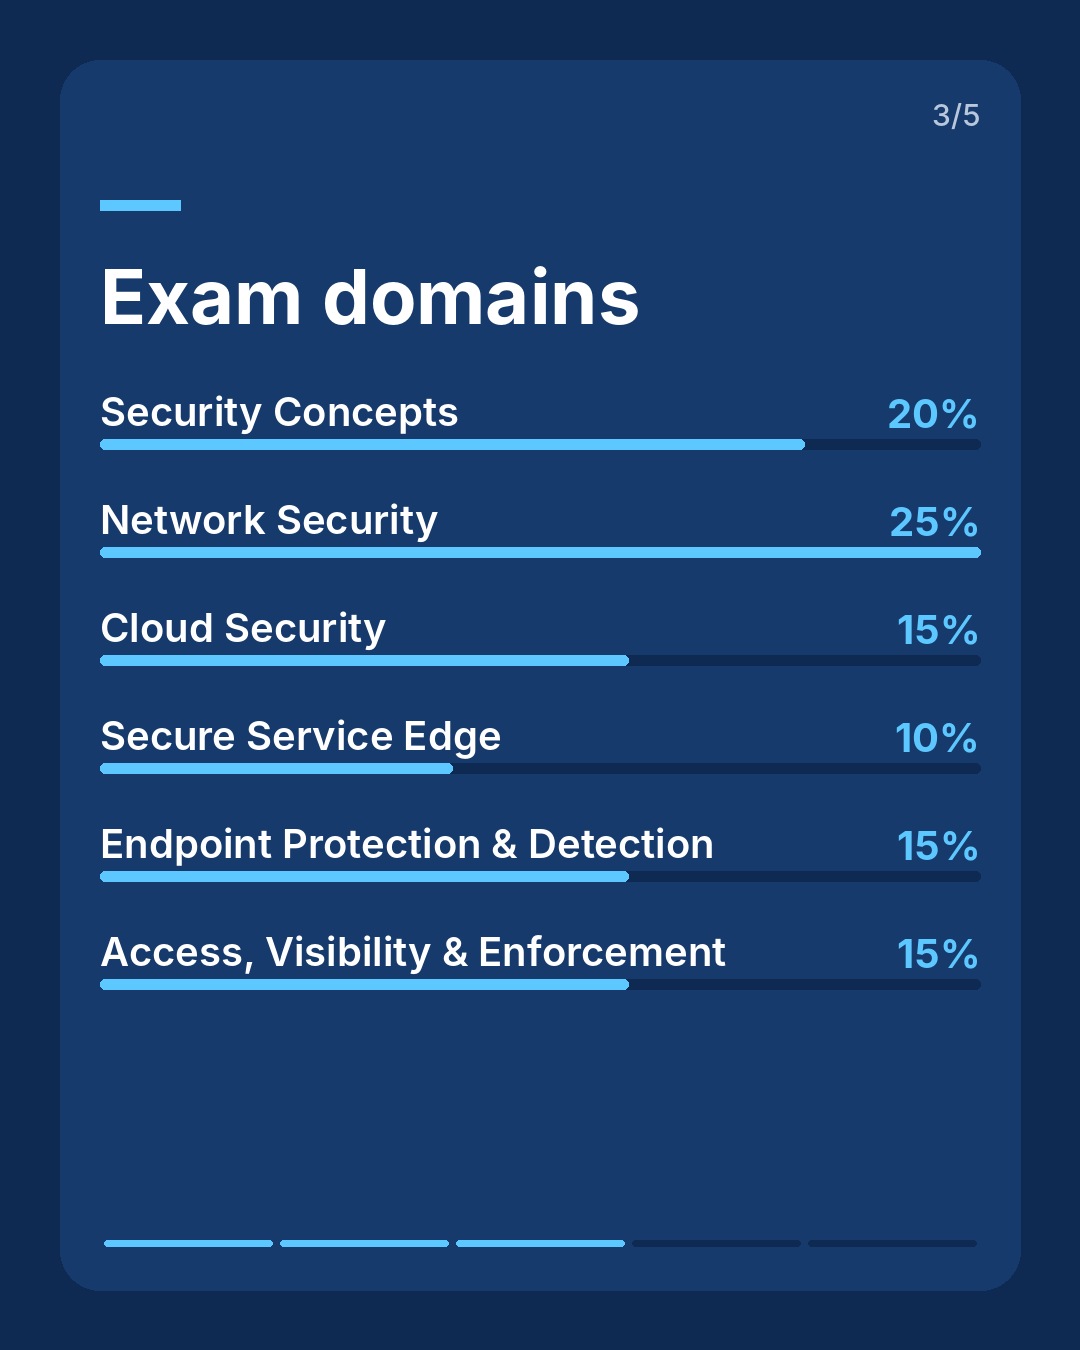 3/5
Exam domains
Security Concepts 20%
Network Security 25%
Cloud Security 15%
Secure Service Edge 10%
Endpoint Protection & Detection 15%
Access, Visibility & Enforcement 15%